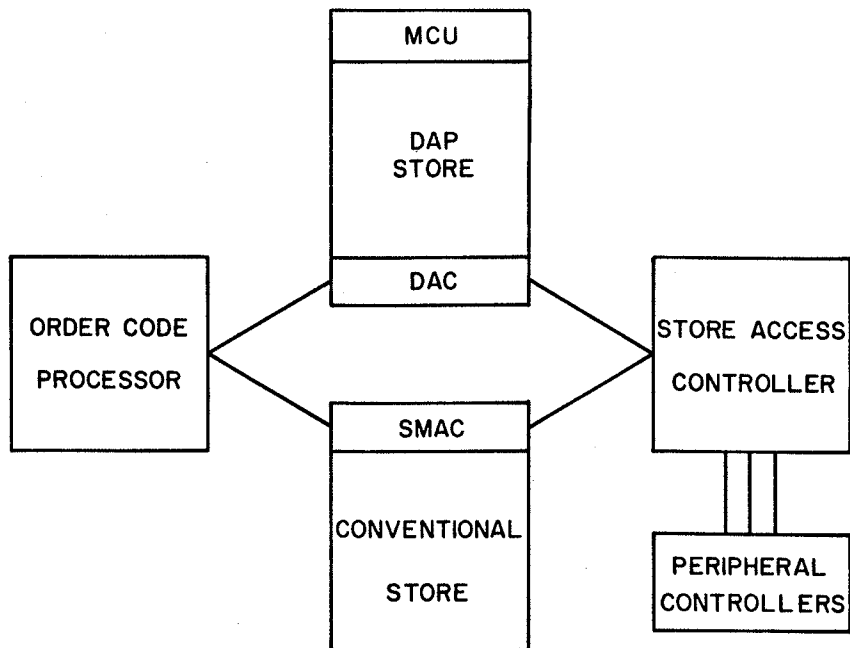 MCU
DAP
STORE
DAC
ORDER CODE
PROCESSOR
STORE ACCESS
CONTROLLER
SMAC
CONVENTIONAL
STORE
PERIPHERAL
CONTROLLERS